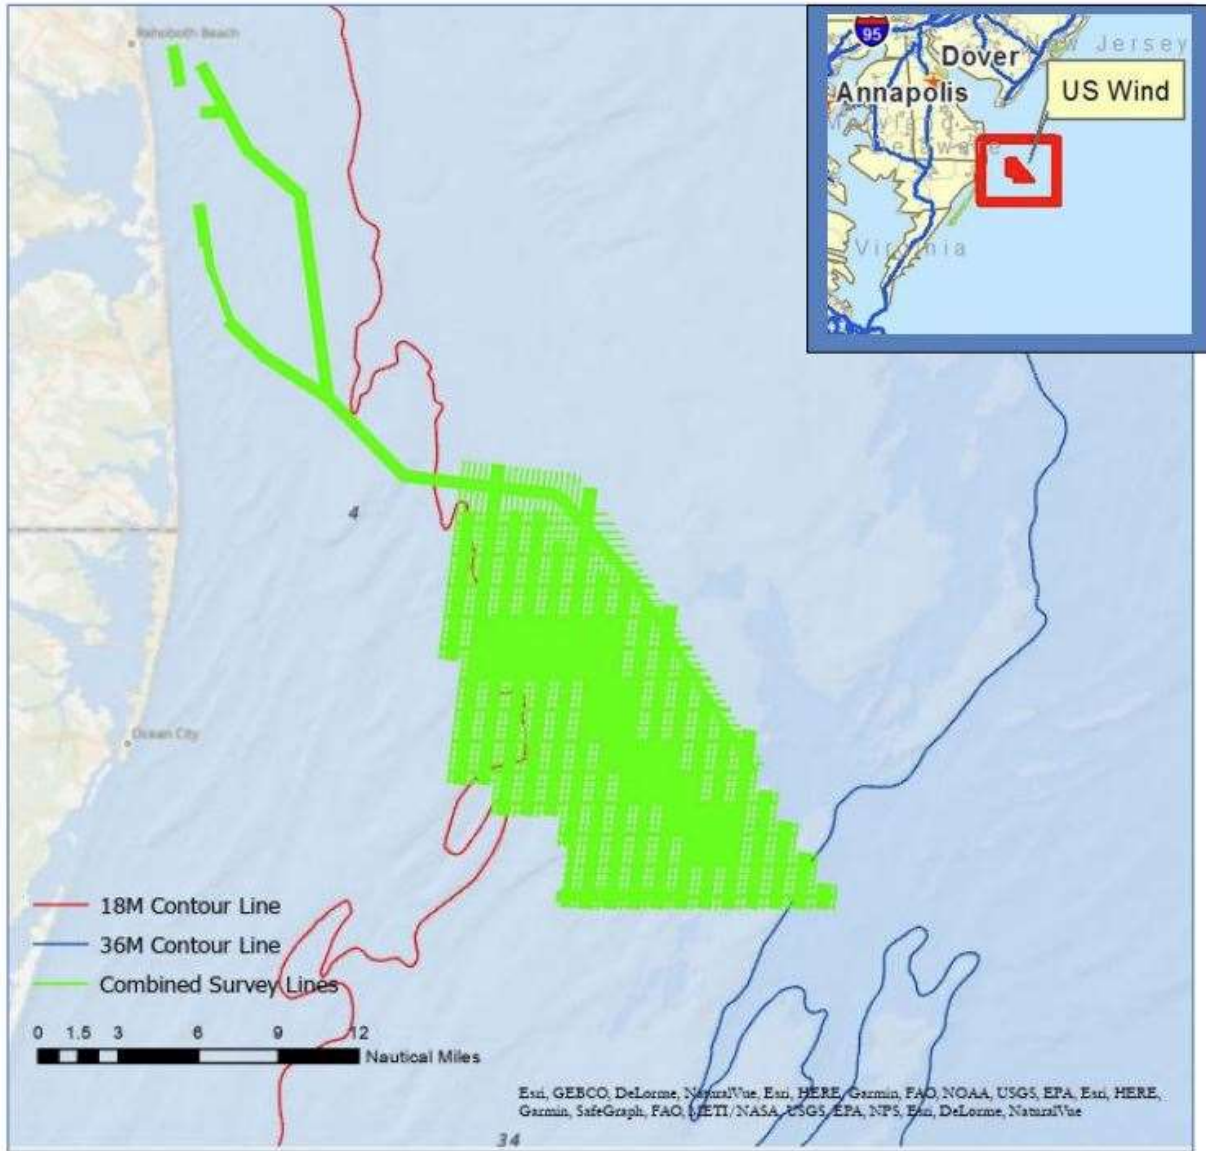 Rehoboth Beach
95
New Jersey
Dover
Annapolis
US Wind
Maryland
Delaware
Virginia
4
Ocean City
18M Contour Line
36M Contour Line
Combined Survey Lines
0 1.5 3 6 9 12
Nautical Miles
Esri, GEBCO, DeLorme, NaturalVue, Esri, HERE, Garmin, FAO, NOAA, USGS, EPA, Esri, HERE,
Garmin, SafeGraph, FAO, METI/NASA, USGS, EPA, NPS, Esri, DeLorme, NaturalVue
34